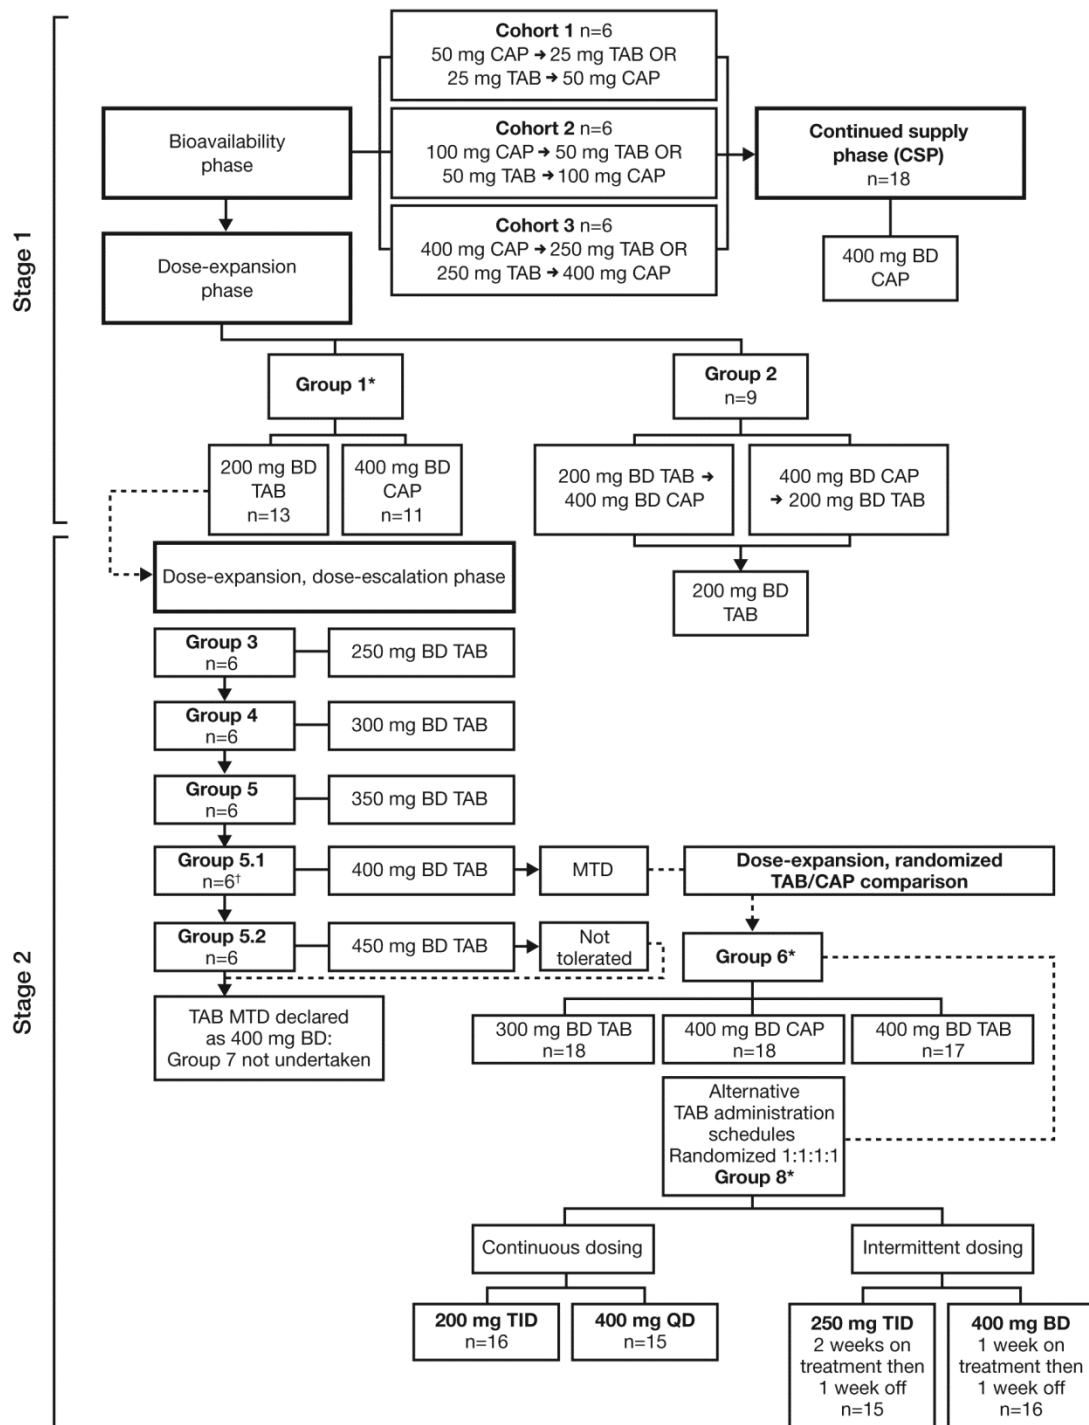 Stage 1
Cohort 1 n=6
50 mg CAP → 25 mg TAB OR
25 mg TAB → 50 mg CAP
Bioavailability
phase
Cohort 2 n=6
100 mg CAP → 50 mg TAB OR
50 mg TAB → 100 mg CAP
Continued supply
phase (CSP)
n=18
Cohort 3 n=6
400 mg CAP → 250 mg TAB OR
250 mg TAB → 400 mg CAP
400 mg BD
CAP
Dose-expansion
phase
Group 1*
Group 2
n=9
200 mg BD
TAB
n=13
400 mg BD
CAP
n=11
200 mg BD TAB →
400 mg BD CAP
400 mg BD CAP
→ 200 mg BD TAB
200 mg BD
TAB
Stage 2
Dose-expansion, dose-escalation phase
Group 3
n=6
250 mg BD TAB
Group 4
n=6
300 mg BD TAB
Group 5
n=6
350 mg BD TAB
Group 5.1
n=6†
400 mg BD TAB
MTD
Dose-expansion, randomized
TAB/CAP comparison
Group 5.2
n=6
450 mg BD TAB
Not
tolerated
Group 6*
TAB MTD declared
as 400 mg BD:
Group 7 not undertaken
300 mg BD TAB
n=18
400 mg BD CAP
n=18
400 mg BD TAB
n=17
Alternative
TAB administration
schedules
Randomized 1:1:1:1
Group 8*
Continuous dosing
Intermittent dosing
200 mg TID
n=16
400 mg QD
n=15
250 mg TID
2 weeks on
treatment then
1 week off
n=15
400 mg BD
1 week on
treatment then
1 week off
n=16